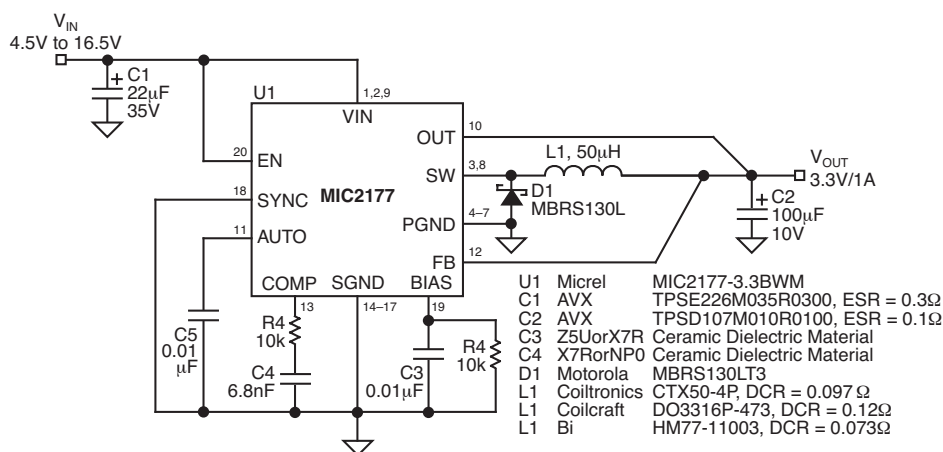 VIN
4.5V to 16.5V
C1
22µF
35V
U1
1,2,9
VIN
OUT
10
L1, 50µH
20
EN
SW
3,8
VOUT
3.3V/1A
18
SYNC
MIC2177
D1
MBRS130L
C2
100µF
10V
11
AUTO
PGND
4–7
FB
12
COMP
SGND
BIAS
13
14–17
19
C5
0.01
µF
R4
10k
C4
6.8nF
C3
0.01µF
R4
10k
U1 Micrel MIC2177-3.3BWM
C1 AVX TPSE226M035R0300, ESR = 0.3Ω
C2 AVX TPSD107M010R0100, ESR = 0.1Ω
C3 Z5UorX7R Ceramic Dielectric Material
C4 X7RorNP0 Ceramic Dielectric Material
D1 Motorola MBRS130LT3
L1 Coiltronics CTX50-4P, DCR = 0.097 Ω
L1 Coilcraft DO3316P-473, DCR = 0.12Ω
L1 Bi HM77-11003, DCR = 0.073Ω